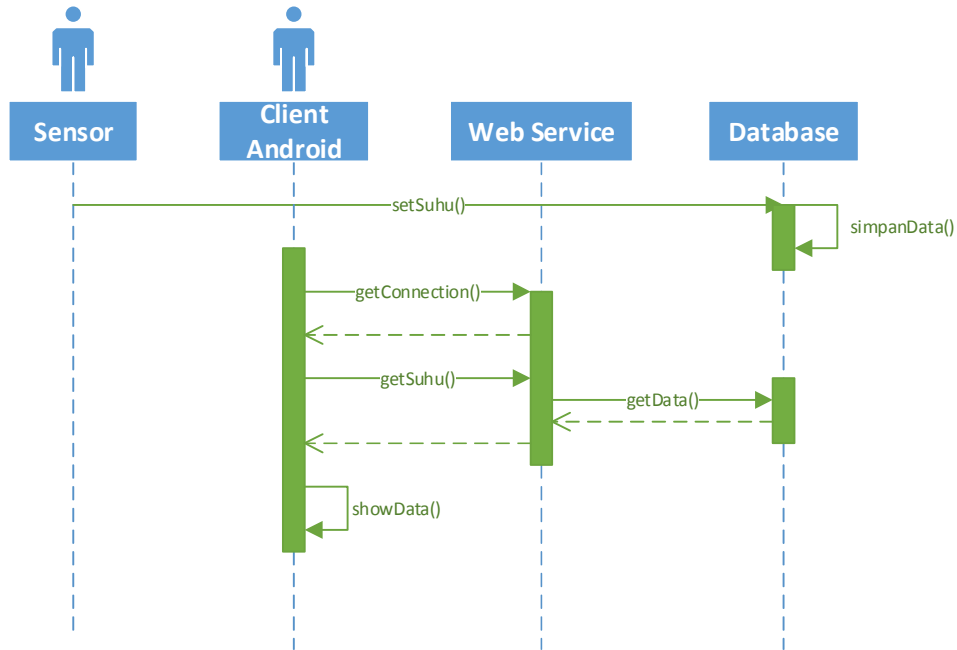 Sensor
Client
Android
Web Service
Database
setSuhu()
simpanData()
getConnection()
getSuhu()
getData()
showData()